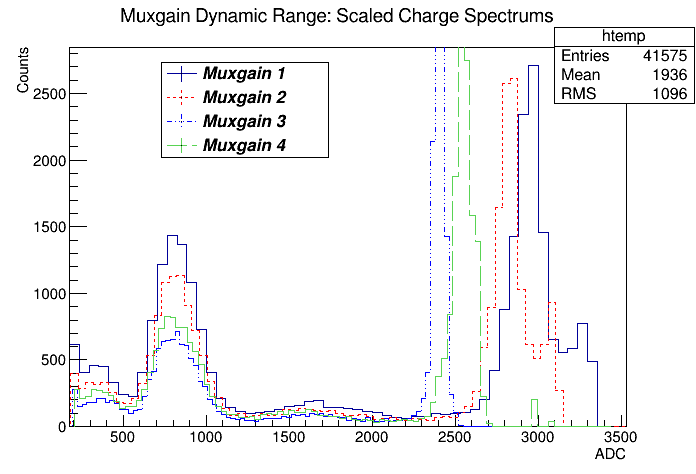 Muxgain Dynamic Range: Scaled Charge Spectrums
htemp
Entries 41575
Mean 1936
RMS 1096
Counts
Muxgain 1
Muxgain 2
Muxgain 3
Muxgain 4
2500
2000
1500
1000
500
0
500 1000 1500 2000 2500 3000 3500
ADC